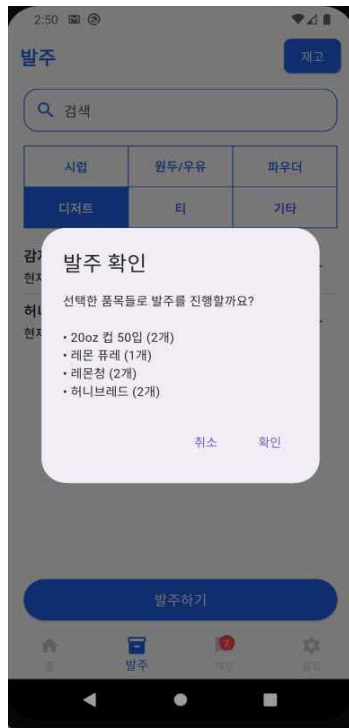 2:50
발주
재고
검색
시럽
원두/우유
파우더
디저트
티
기타
발주 확인
선택한 품목들로 발주를 진행할까요?
• 20oz 컵 50입 (2개)
• 레몬 퓨레 (1개)
• 레몬청 (2개)
• 허니브레드 (2개)
취소
확인
발주하기
2
홈
발주